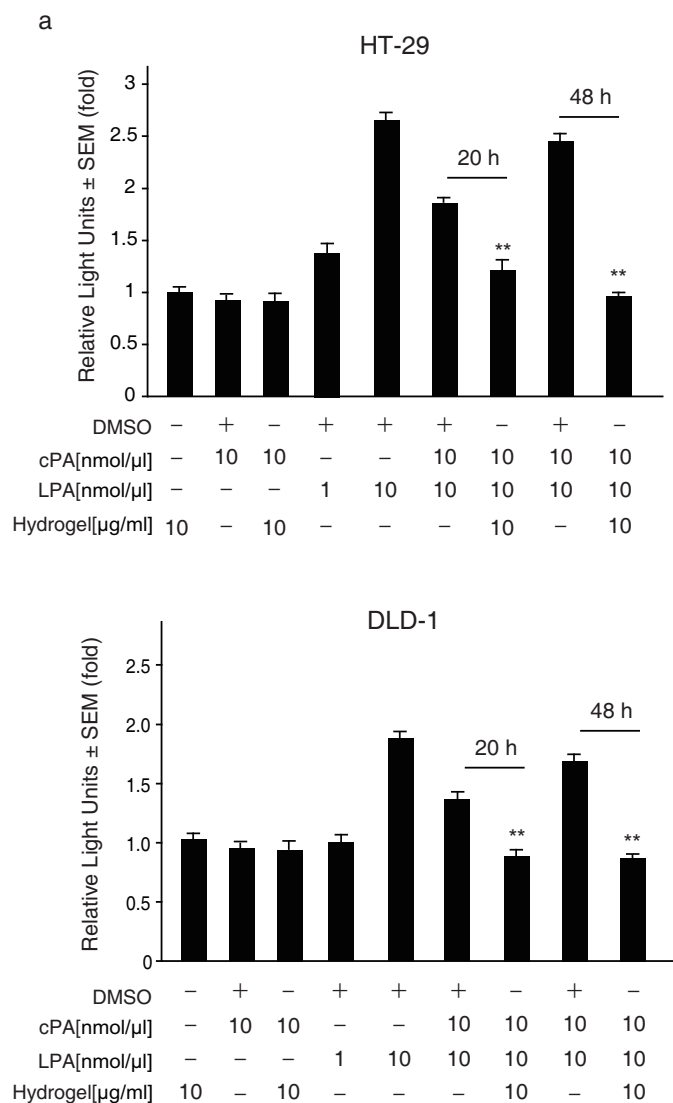 a
HT-29
Relative Light Units ± SEM (fold)
3
2.5
2
1.5
1
0.5
0
20 h
48 h
**
**
DMSO – + – + + + – + –
cPA[nmol/µl] – 10 10 – – 10 10 10 10
LPA[nmol/µl] – – – 1 10 10 10 10 10
Hydrogel[µg/ml] 10 – 10 – – – 10 – 10
DLD-1
Relative Light Units ± SEM (fold)
2.5
2.0
1.5
1.0
0.5
0
20 h
48 h
**
**
DMSO – + – + + + – + –
cPA[nmol/µl] – 10 10 – – 10 10 10 10
LPA[nmol/µl] – – – 1 10 10 10 10 10
Hydrogel[µg/ml] 10 – 10 – – – 10 – 10